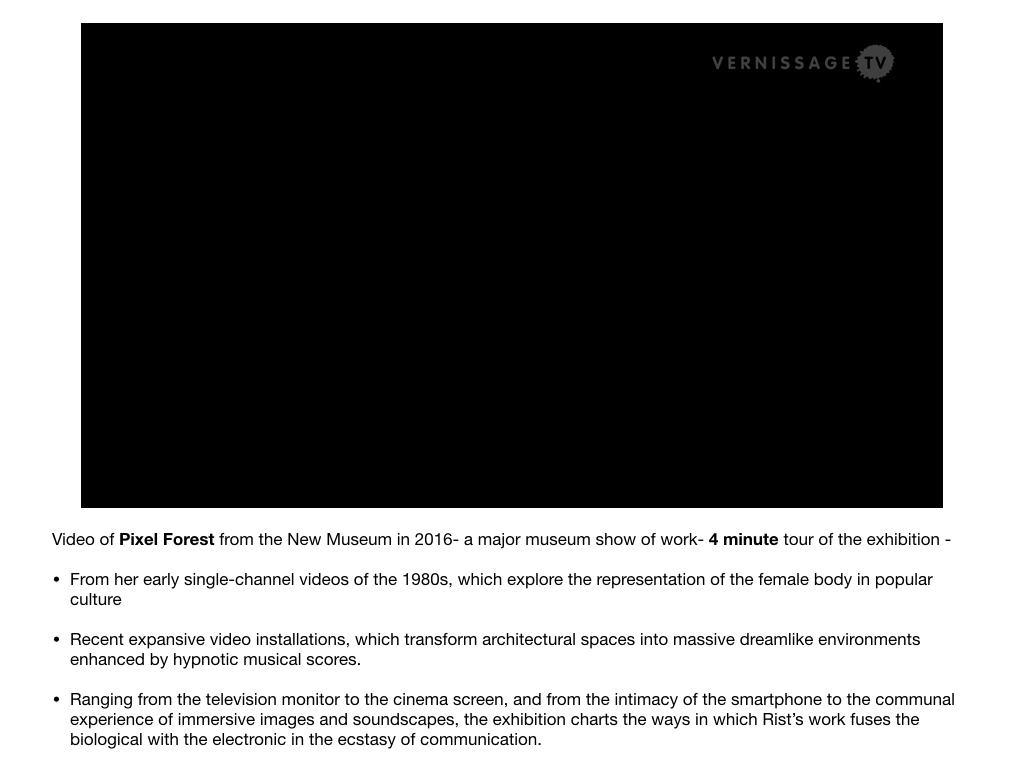 VERNISSAGE TV
Video of Pixel Forest from the New Museum in 2016- a major museum show of work- 4 minute tour of the exhibition -
• From her early single-channel videos of the 1980s, which explore the representation of the female body in popular
culture
• Recent expansive video installations, which transform architectural spaces into massive dreamlike environments
enhanced by hypnotic musical scores.
• Ranging from the television monitor to the cinema screen, and from the intimacy of the smartphone to the communal
experience of immersive images and soundscapes, the exhibition charts the ways in which Rist’s work fuses the
biological with the electronic in the ecstasy of communication.